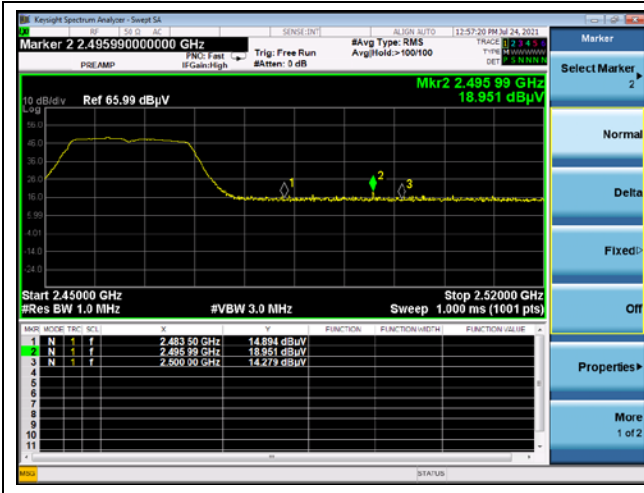 Keysight Spectrum Analyzer - Swept SA
RF 50 Ω AC SENSE:INT ALIGN AUTO 12:57:20 PM Jul 24, 2021
Marker 2 2.495990000000 GHz
PREAMP
PNO: Fast
IFGain:High
Trig: Free Run
#Atten: 0 dB
#Avg Type: RMS
Avg|Hold:>100/100
TRACE 1 2 3 4 5 6
TYPE M WWWWW
DET P S N N N N
Mkr2 2.495 99 GHz
18.951 dBµV
10 dB/div Ref 65.99 dBµV
Log
56.0
46.0
36.0
26.0
16.0
5.99
-4.01
-14.0
-24.0
1
2
3
Start 2.45000 GHz Stop 2.52000 GHz
#Res BW 1.0 MHz #VBW 3.0 MHz Sweep 1.000 ms (1001 pts)
MKR MODE TRC SCL X Y FUNCTION FUNCTION WIDTH FUNCTION VALUE
1 N 1 f 2.483 50 GHz 14.894 dBµV
2 N 1 f 2.495 99 GHz 18.951 dBµV
3 N 1 f 2.500 00 GHz 14.279 dBµV
4
5
6
7
8
9
10
11
MSG STATUS
Marker
Select Marker
2
Normal
Delta
Fixed
Off
Properties
More
1 of 2